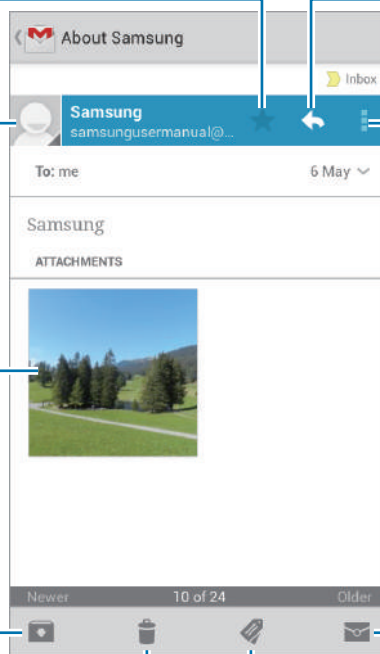 About Samsung
Inbox
Samsung
samsungusermanual@...
To: me 6 May
Samsung
ATTACHMENTS
Newer 10 of 24 Older